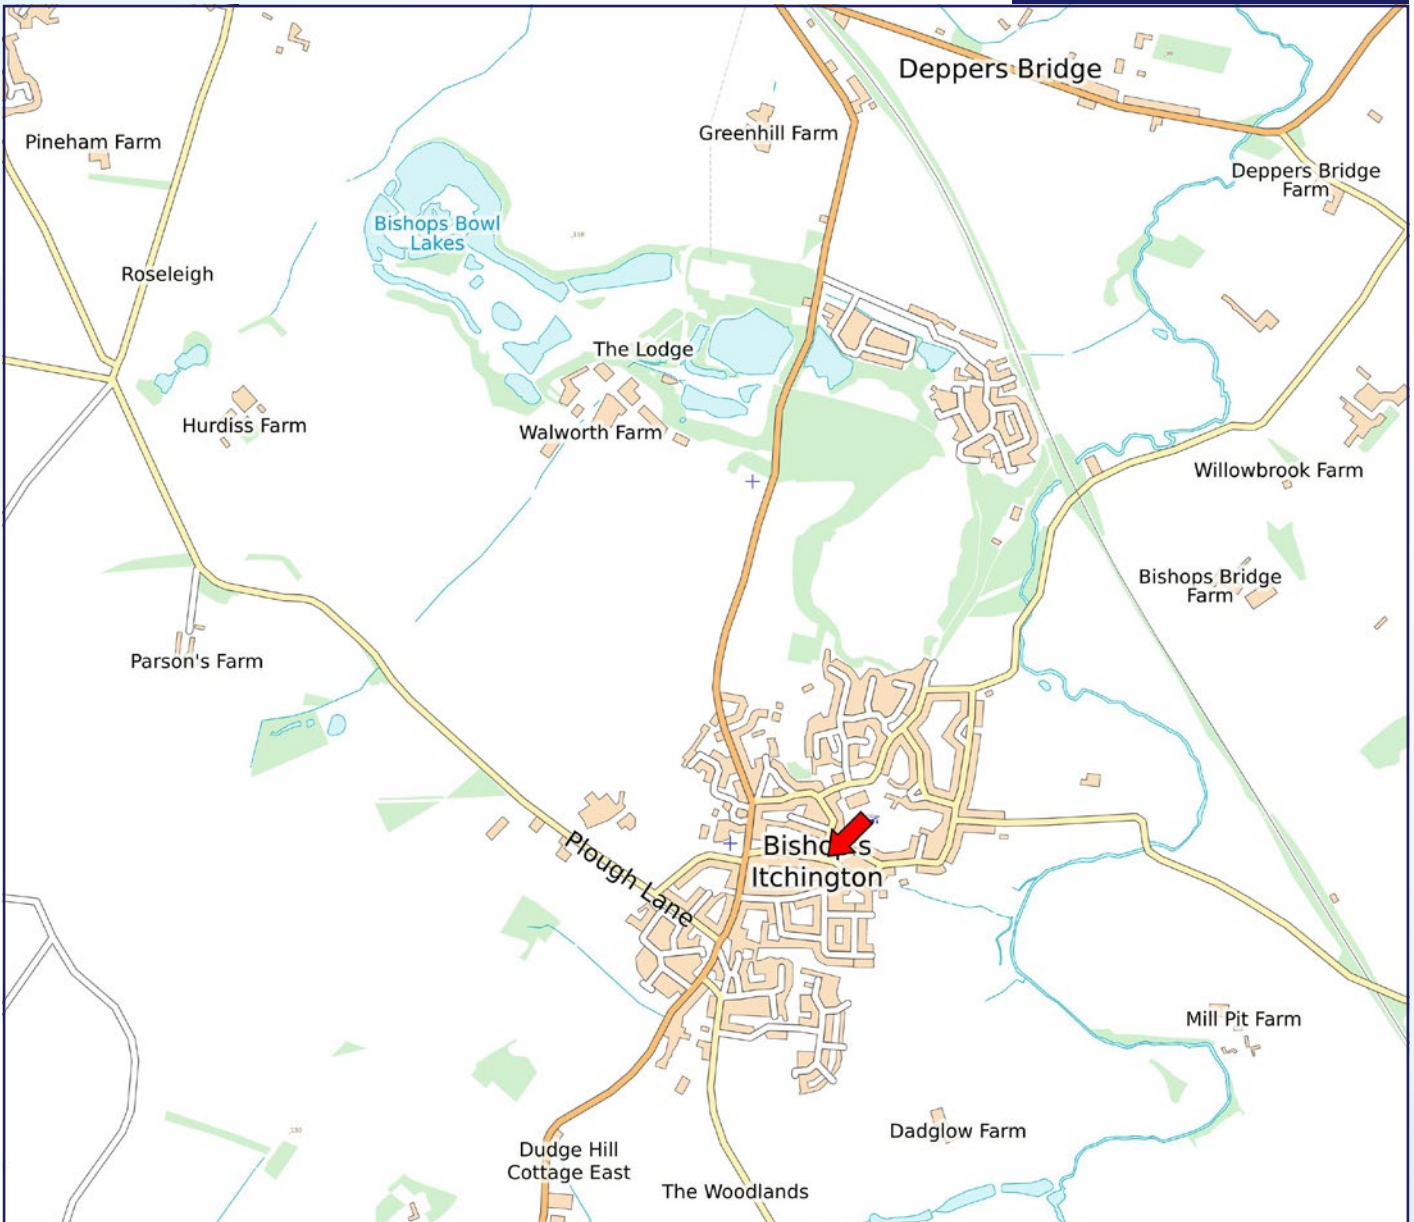 Deppers Bridge
Greenhill Farm
Pineham Farm
Deppers Bridge
Farm
Bishops Bowl
Lakes
Roseleigh
The Lodge
Hurdiss Farm
Walworth Farm
Willowbrook Farm
Bishops Bridge
Farm
Parson's Farm
Plough Lane
Itchington
Mill Pit Farm
Dadglow Farm
Dudge Hill
Cottage East
The Woodlands